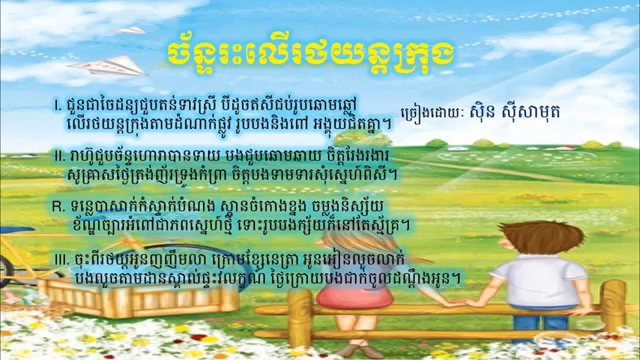 ច័ន្ទរះលើរថយន្តក្រុង
I. ជួនជាចៃដន្យជួបតន់ទាវស្រី បីដូចឥសីជប់រូបឆោមឆ្លៅ
លើរថយន្តក្រុងតាមដំណាក់ផ្លូវ រូបបងនិងពៅ អង្គុយជិតគ្នា។
ច្រៀងដោយៈ ស៊ិន ស៊ីសាមុត
II. រាហ៊ូជួបច័ន្ទហោរាបានទាយ បងជួបឆោមឆាយ ចិត្តរែងរងារ
សូគ្រាសថ្ងៃត្រង់ញ័រទ្រូងកំព្រា ចិត្តបងទាមទារសុំស្នេហ៍ពិសី។
R. ទន្លេបាសាក់កំស្ទាក់បំណង ស្ពានចំកោងខ្នង ចម្លងនិស្ស័យ
ខ័ណ្ឌច្បារអំពៅជាភពស្នេហ៍ថ្មី ទោះរូបបងក្ស័យក៏នៅតែស្ម័គ្រ។
III. ចុះពីរថយន្តអូនញញឹមលា ក្រោមខ្សែនេត្រា អូនអៀនលួចលាក់
បងលួចតាមដានស្គាល់ផ្ទះវលក្ខណ៍ ថ្ងៃក្រោយបងជាក់ចូលដណ្ដឹងអូន។